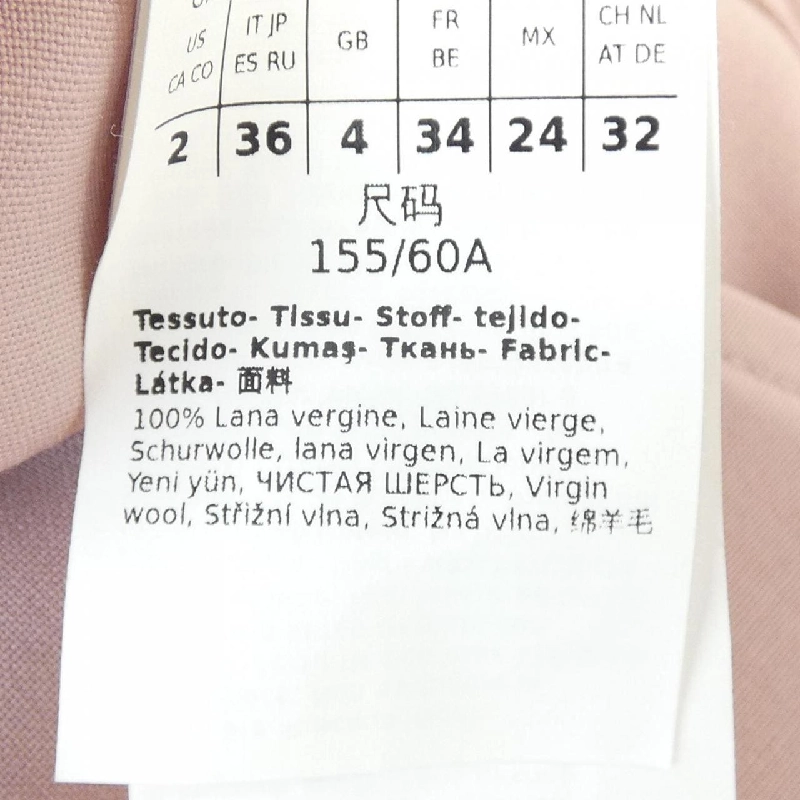 US IT JP GB FR MX CH NL
CA CO ES RU BE AT DE
2 36 4 34 24 32
尺码
155/60A
Tessuto- Tissu- Stoff- tejido-
Tecido- Kumaş- Ткань- Fabric-
Látka- 面料
100% Lana vergine, Laine vierge,
Schurwolle, lana virgen, La virgem,
Yeni yün, ЧИСТАЯ ШЕРСТЬ, Virgin
wool, Střižní vlna, Strižná vlna, 绵羊毛